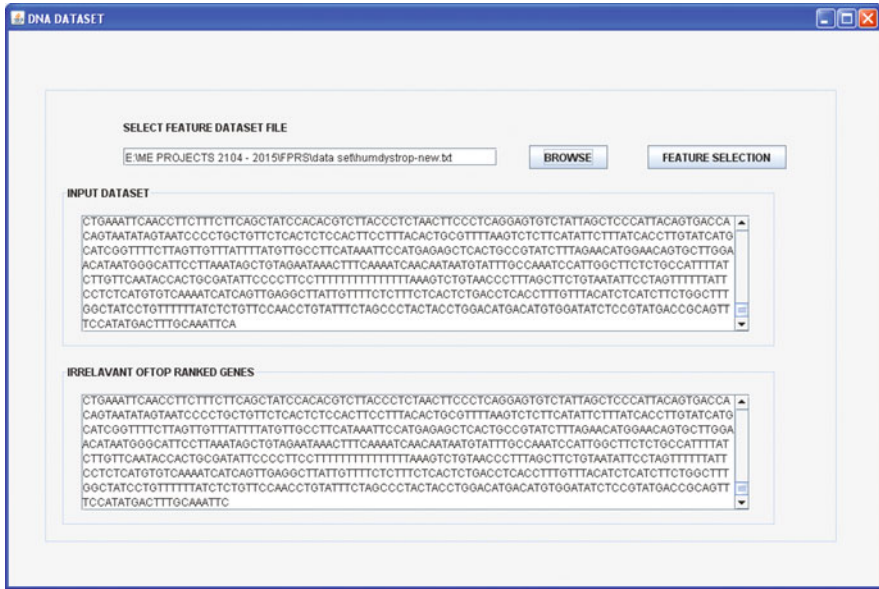 DNA DATASET
SELECT FEATURE DATASET FILE
E:\ME PROJECTS 2104 - 2015\FPRS\data set\humdystrop-new.txt
BROWSE
FEATURE SELECTION
INPUT DATASET
CTGAAATTCAACCTTCTTTCTTCAGCTATCCACACGTCTTACCCTCTAACTTCCCTCAGGAGTGTCTATTAGCTCCCATTACAGTGACCA
CAGTAATATAGTAATCCCCTGCTGTTCTCACTCTCCACTTCCTTTACACTGCGTTTTAAGTCTCTTCATATTCTTTATCACCTTGTATCATG
CATCGGTTTTCTTAGTTGTTTATTTTATGTTGCCTTCATAAATTCCATGAGAGCTCACTGCCGTATCTTTAGAACATGGAACAGTGCTTGGA
ACATAATGGGCATTCCTTAAATAGCTGTAGAATAAACTTTCAAAATCAACAATAATGTATTTGCCAAATCCATTGGCTTCTCTGCCATTTTAT
CTTGTTCAATACCACTGCGATATTCCCCTTCCTTTTTTTTTTTTTTTTAAAGTCTGTAACCCTTTAGCTTCTGTAATATTCCTAGTTTTTTATT
CCTCTCATGTGTCAAAATCATCAGTTGAGGCTTATTGTTTTCTCTTTCTCACTCTGACCTCACCTTTGTTTACATCTCATCTTCTGGCTTT
GGCTATCCTGTTTTTTATCTCTGTTCCAACCTGTATTTCTAGCCCTACTACCTGGACATGACATGTGGATATCTCCGTATGACCGCAGTT
TCCATATGACTTTGCAAATTCA
IRRELAVANT OFTOP RANKED GENES
CTGAAATTCAACCTTCTTTCTTCAGCTATCCACACGTCTTACCCTCTAACTTCCCTCAGGAGTGTCTATTAGCTCCCATTACAGTGACCA
CAGTAATATAGTAATCCCCTGCTGTTCTCACTCTCCACTTCCTTTACACTGCGTTTTAAGTCTCTTCATATTCTTTATCACCTTGTATCATG
CATCGGTTTTCTTAGTTGTTTATTTTATGTTGCCTTCATAAATTCCATGAGAGCTCACTGCCGTATCTTTAGAACATGGAACAGTGCTTGGA
ACATAATGGGCATTCCTTAAATAGCTGTAGAATAAACTTTCAAAATCAACAATAATGTATTTGCCAAATCCATTGGCTTCTCTGCCATTTTAT
CTTGTTCAATACCACTGCGATATTCCCCTTCCTTTTTTTTTTTTTTTTAAAGTCTGTAACCCTTTAGCTTCTGTAATATTCCTAGTTTTTTATT
CCTCTCATGTGTCAAAATCATCAGTTGAGGCTTATTGTTTTCTCTTTCTCACTCTGACCTCACCTTTGTTTACATCTCATCTTCTGGCTTT
GGCTATCCTGTTTTTTATCTCTGTTCCAACCTGTATTTCTAGCCCTACTACCTGGACATGACATGTGGATATCTCCGTATGACCGCAGTT
TCCATATGACTTTGCAAATTC